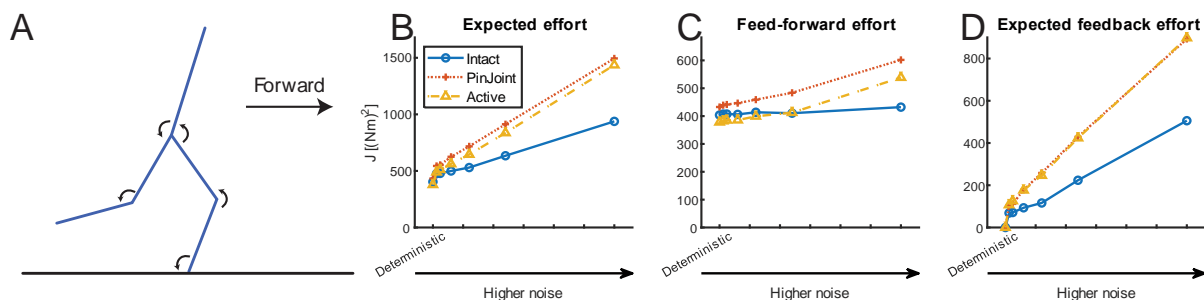 A
Forward
B
Expected effort
J [(Nm)²]
1500
1000
500
0
Intact
PinJoint
Active
Deterministic
Higher noise
C
Feed-forward effort
600
500
400
300
200
100
0
Deterministic
Higher noise
D
Expected feedback effort
800
600
400
200
0
Deterministic
Higher noise